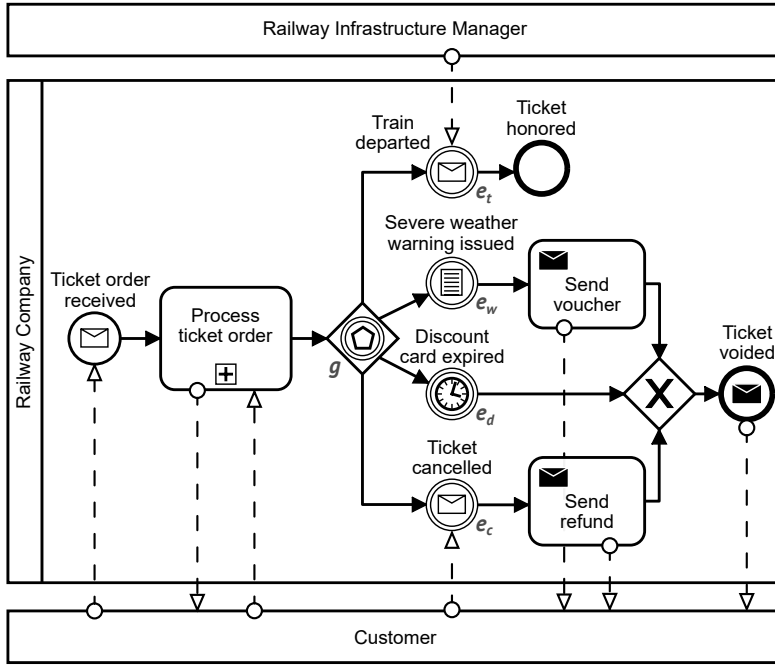 Railway Infrastructure Manager
Railway Company
Train
departed
e_t
Ticket
honored
Severe weather
warning issued
e_w
Send
voucher
Ticket order
received
Process
ticket order
g
Discount
card expired
e_d
X
Ticket
voided
Ticket
cancelled
e_c
Send
refund
Customer